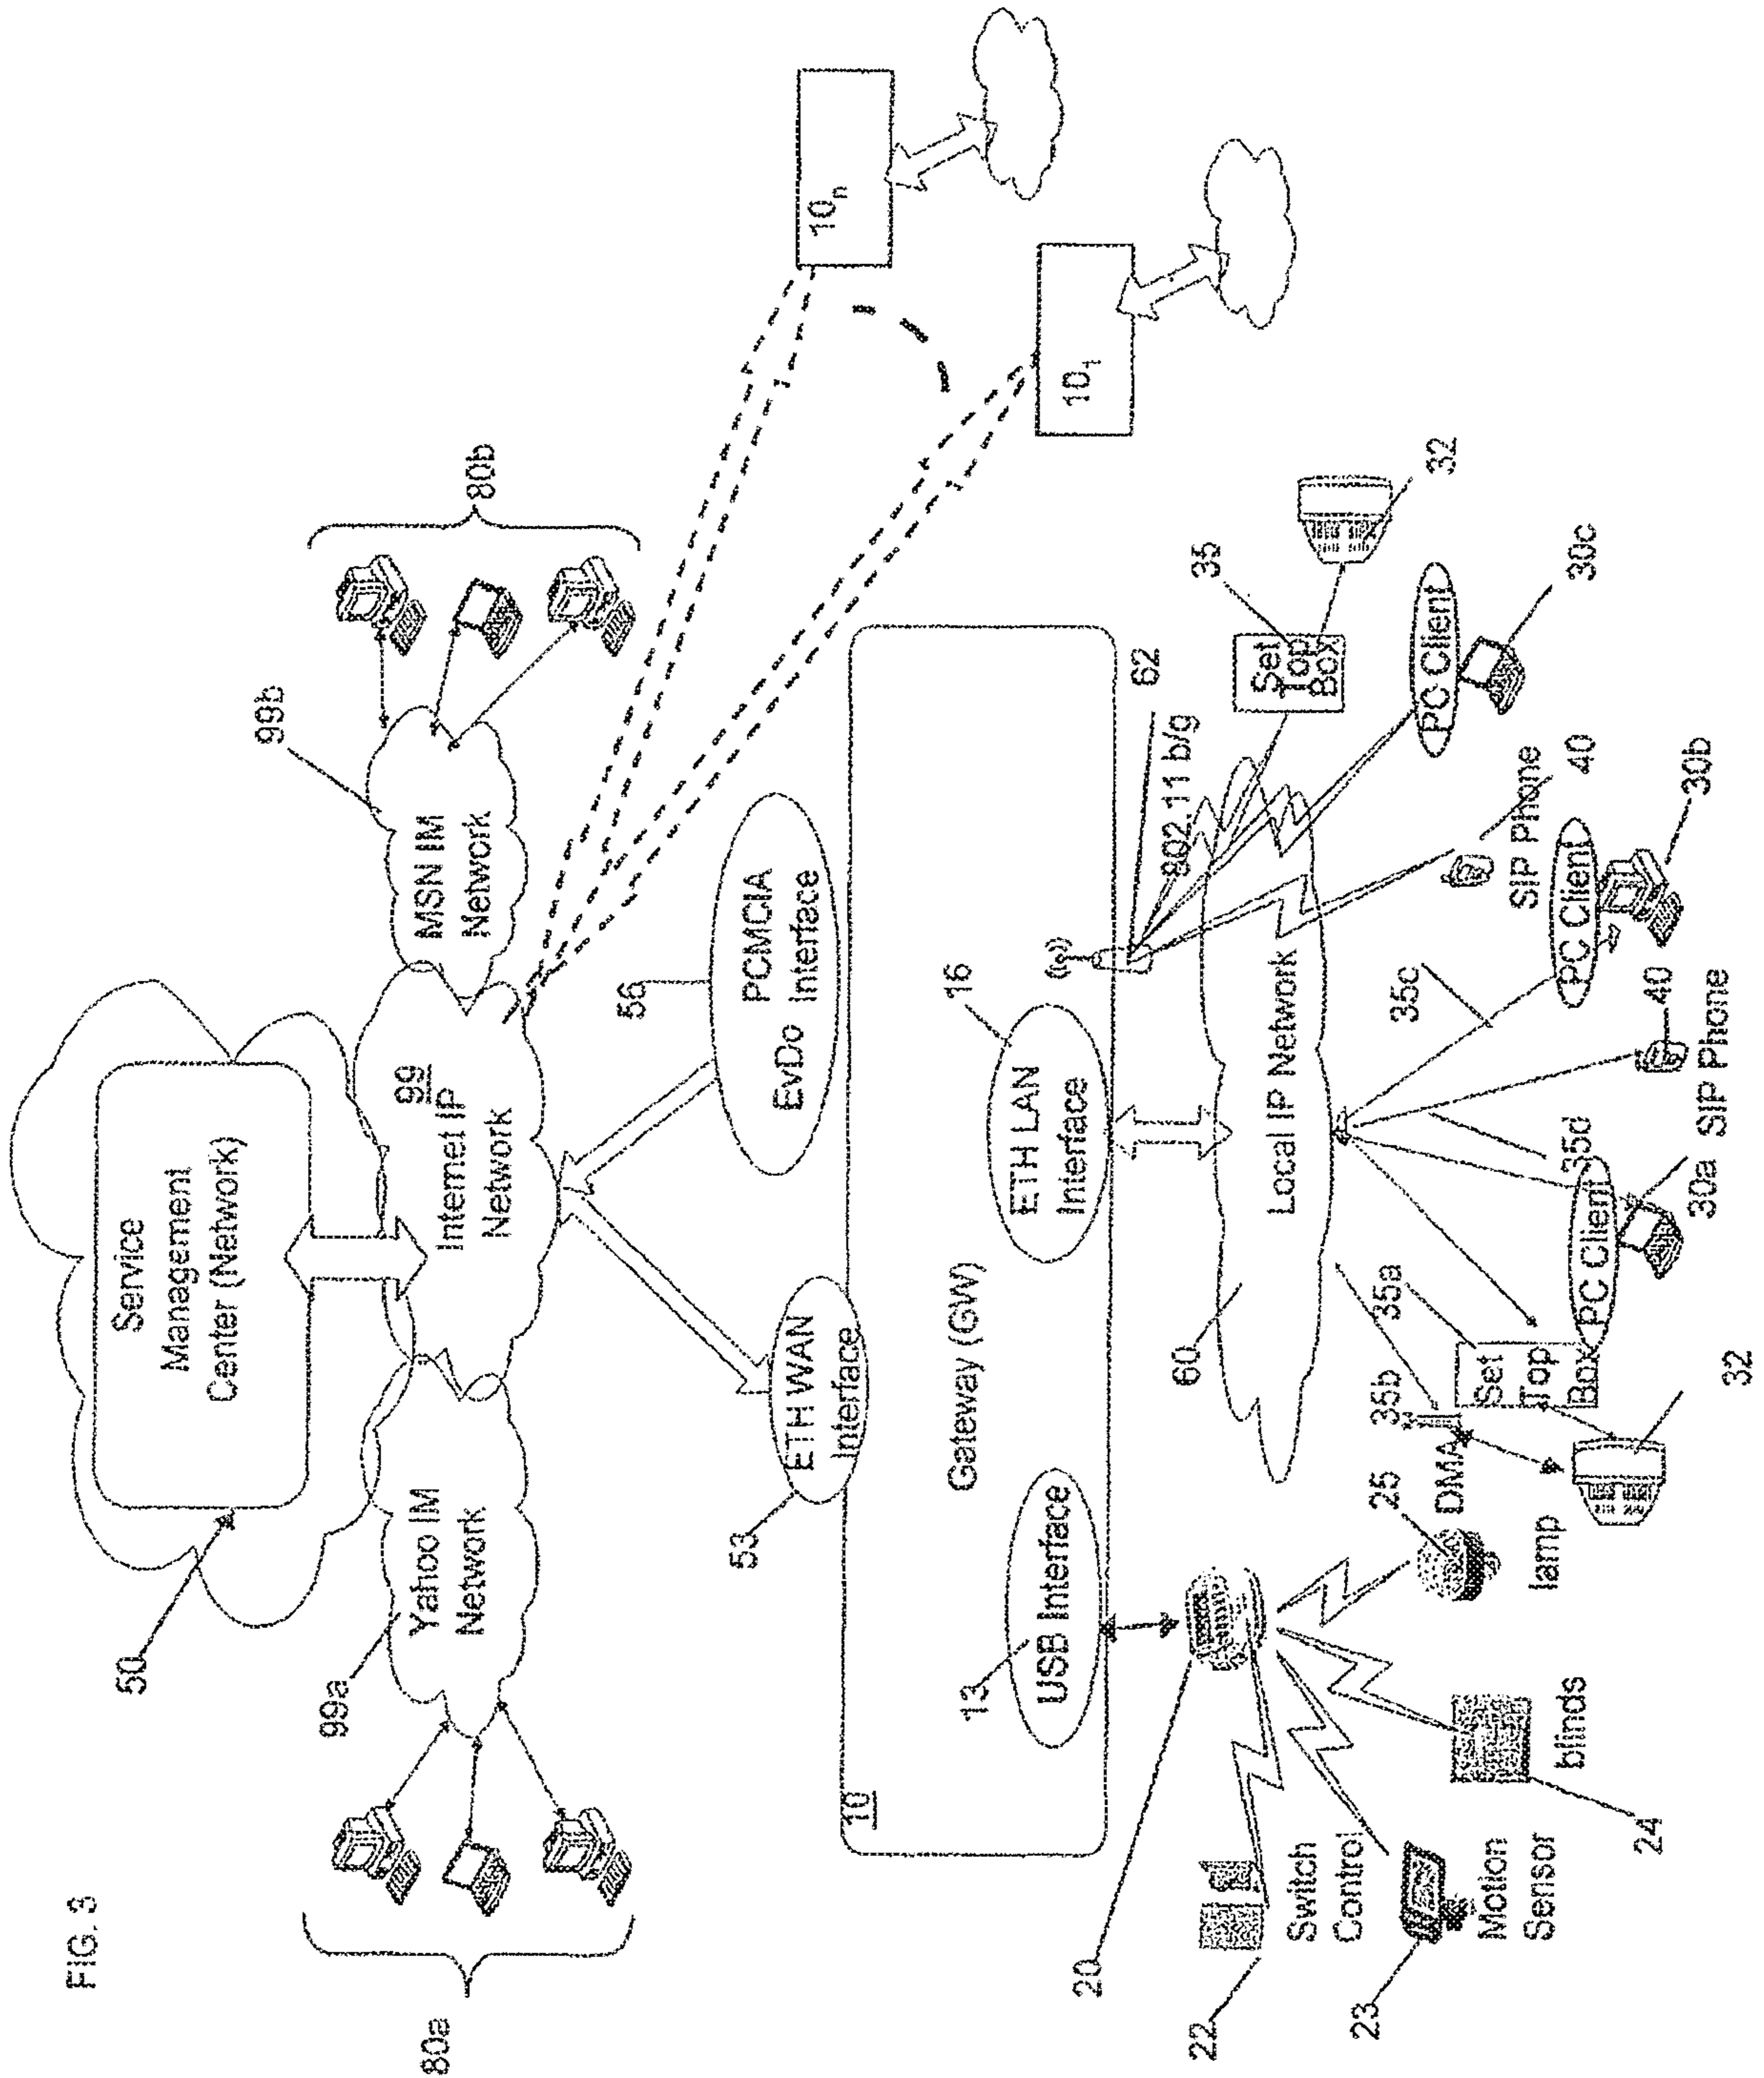 FIG. 3
50
Service
Management
Center (Network)
80a
99a
Yahoo IM
Network
99
Internet IP
Network
99b
MSN IM
Network
80b
53
ETH WAN
Interface
56
PCMCIA
EvDo Interface
10n
101
10
Gateway (GW)
13
USB Interface
16
ETH LAN
Interface
62
802.11 b/g
60
Local IP Network
20
22
Switch
Control
23
Motion
Sensor
24
blinds
25
lamp
DMA
35b
35a
Set
Top
Box
32
PC Client
30a
35d
SIP Phone
40
35c
PC Client
30b
SIP Phone
40
PC Client
30c
35
Set
Top
Box
32